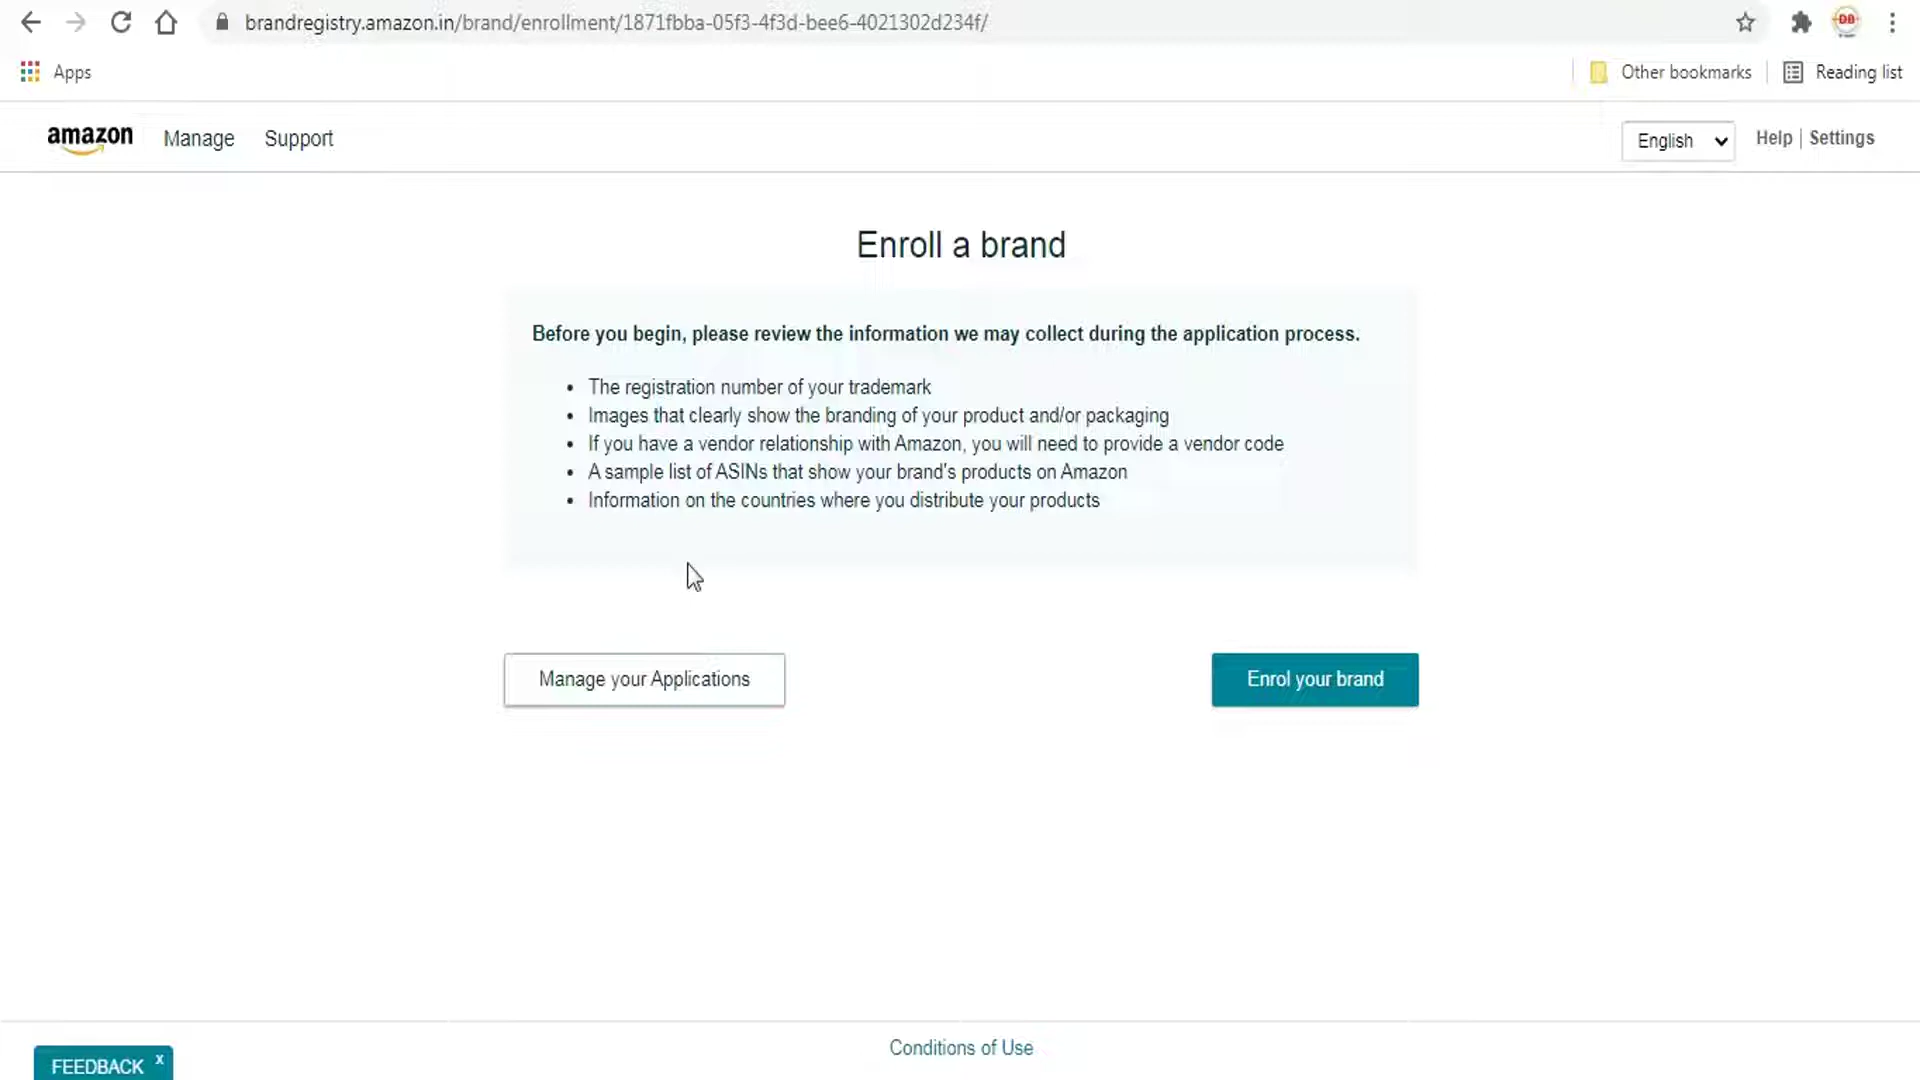 brandregistry.amazon.in/brand/enrollment/1871fbba-05f3-4f3d-bee6-4021302d234f/
DB
Apps
Other bookmarks
Reading list
amazon
Manage
Support
English
Help | Settings
Enroll a brand
Before you begin, please review the information we may collect during the application process.
• The registration number of your trademark
• Images that clearly show the branding of your product and/or packaging
• If you have a vendor relationship with Amazon, you will need to provide a vendor code
• A sample list of ASINs that show your brand's products on Amazon
• Information on the countries where you distribute your products
Manage your Applications
Enrol your brand
Conditions of Use
FEEDBACK x